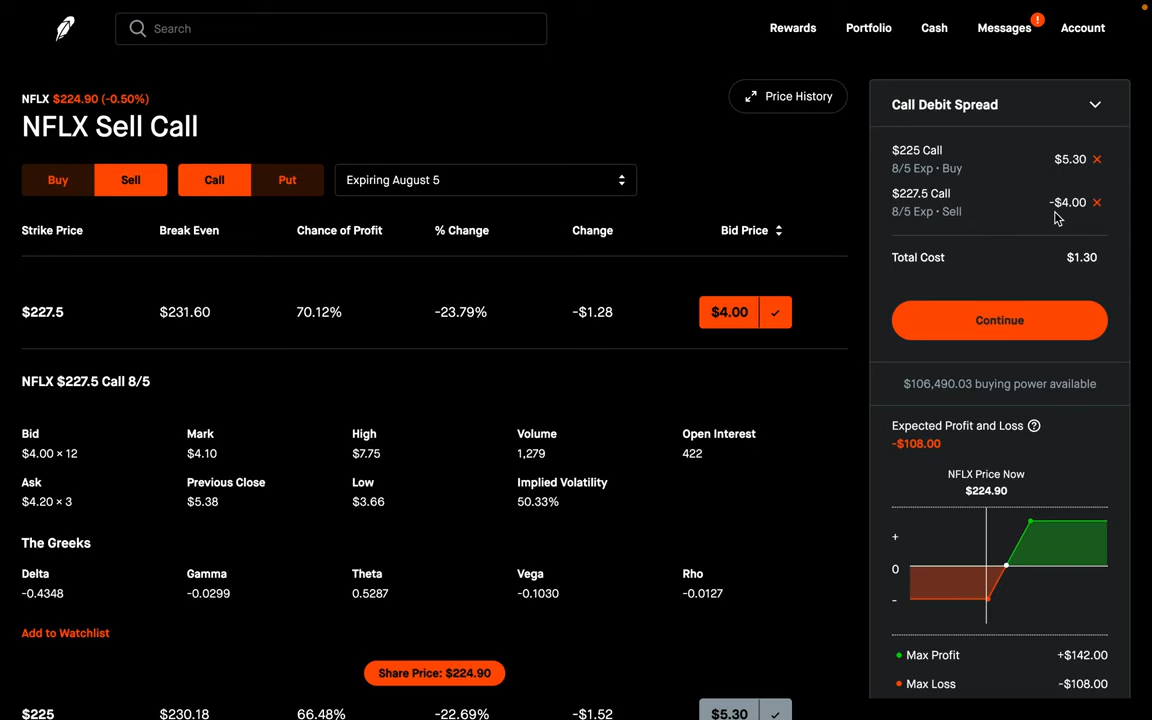 Search
Rewards
Portfolio
Cash
Messages
!
Account
NFLX $224.90 (-0.50%)
NFLX Sell Call
Price History
Buy
Sell
Call
Put
Expiring August 5
Strike Price
Break Even
Chance of Profit
% Change
Change
Bid Price
$227.5
$231.60
70.12%
-23.79%
-$1.28
$4.00
NFLX $227.5 Call 8/5
Bid
Mark
High
Volume
Open Interest
$4.00 × 12
$4.10
$7.75
1,279
422
Ask
Previous Close
Low
Implied Volatility
$4.20 × 3
$5.38
$3.66
50.33%
The Greeks
Delta
Gamma
Theta
Vega
Rho
-0.4348
-0.0299
0.5287
-0.1030
-0.0127
Add to Watchlist
Share Price: $224.90
$225
$230.18
66.48%
-22.69%
-$1.52
$5.30
Call Debit Spread
$225 Call
8/5 Exp • Buy
$5.30
$227.5 Call
8/5 Exp • Sell
-$4.00
Total Cost
$1.30
Continue
$106,490.03 buying power available
Expected Profit and Loss ?
-$108.00
NFLX Price Now
$224.90
+
0
-
Max Profit
+$142.00
Max Loss
-$108.00